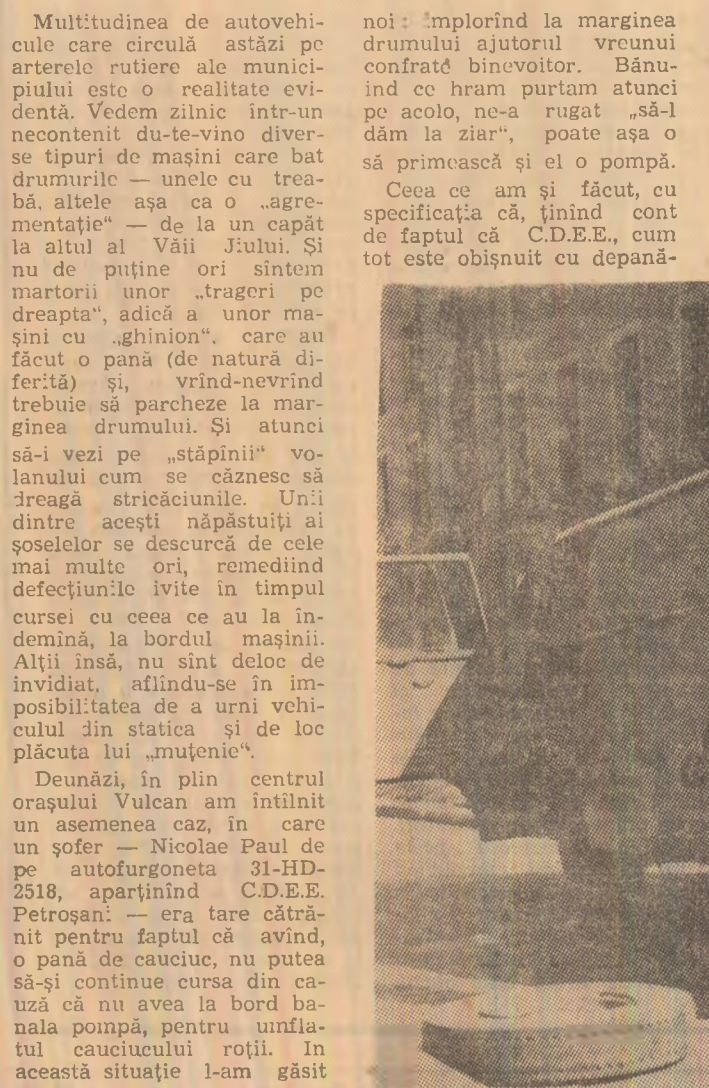 Multitudinea de autovehi-
cule care circulă astăzi pe
arterele rutiere ale munici-
piului este o realitate evi-
dentă. Vedem zilnic într-un
necontenit du-te-vino diver-
se tipuri de mașini care bat
drumurile — unele cu trea-
bă, altele așa ca o „agre-
mentație“ — de la un capăt
la altul al Văii Jiului. Și
nu de puține ori sîntem
martorii unor „trageri pe
dreapta“, adică a unor ma-
șini cu „ghinion“, care au
făcut o pană (de natură di-
ferită) și, vrînd-nevrînd
trebuie să parcheze la mar-
ginea drumului. Și atunci
să-i vezi pe „stăpînii“ vo-
lanului cum se căznesc să
dreagă stricăciunile. Unii
dintre acești năpăstuiți ai
șoselelor se descurcă de cele
mai multe ori, remediind
defecțiunile ivite în timpul
cursei cu ceea ce au la în-
demînă, la bordul mașinii.
Alții însă, nu sînt deloc de
invidiat, aflîndu-se în im-
posibilitatea de a urni vehi-
culul din statica și de loc
plăcuta lui „muțenie“.
Deunăzi, în plin centrul
orașului Vulcan am întîlnit
un asemenea caz, în care
un șofer — Nicolae Paul de
pe autofurgoneta 31-HD-
2518, aparținînd C.D.E.E.
Petroșani — era tare cătră-
nit pentru faptul că avînd,
o pană de cauciuc, nu putea
să-și continue cursa din ca-
uză că nu avea la bord ba-
nala pompă, pentru umfla-
tul cauciucului roții. In
această situație l-am găsit
noi: implorînd la marginea
drumului ajutorul vreunui
confrate binevoitor. Bănu-
ind ce hram purtam atunci
pe acolo, ne-a rugat „să-l
dăm la ziar“, poate așa o
să primească și el o pompă.
Ceea ce am și făcut, cu
specificația că, ținînd cont
de faptul că C.D.E.E., cum
tot este obișnuit cu depană-